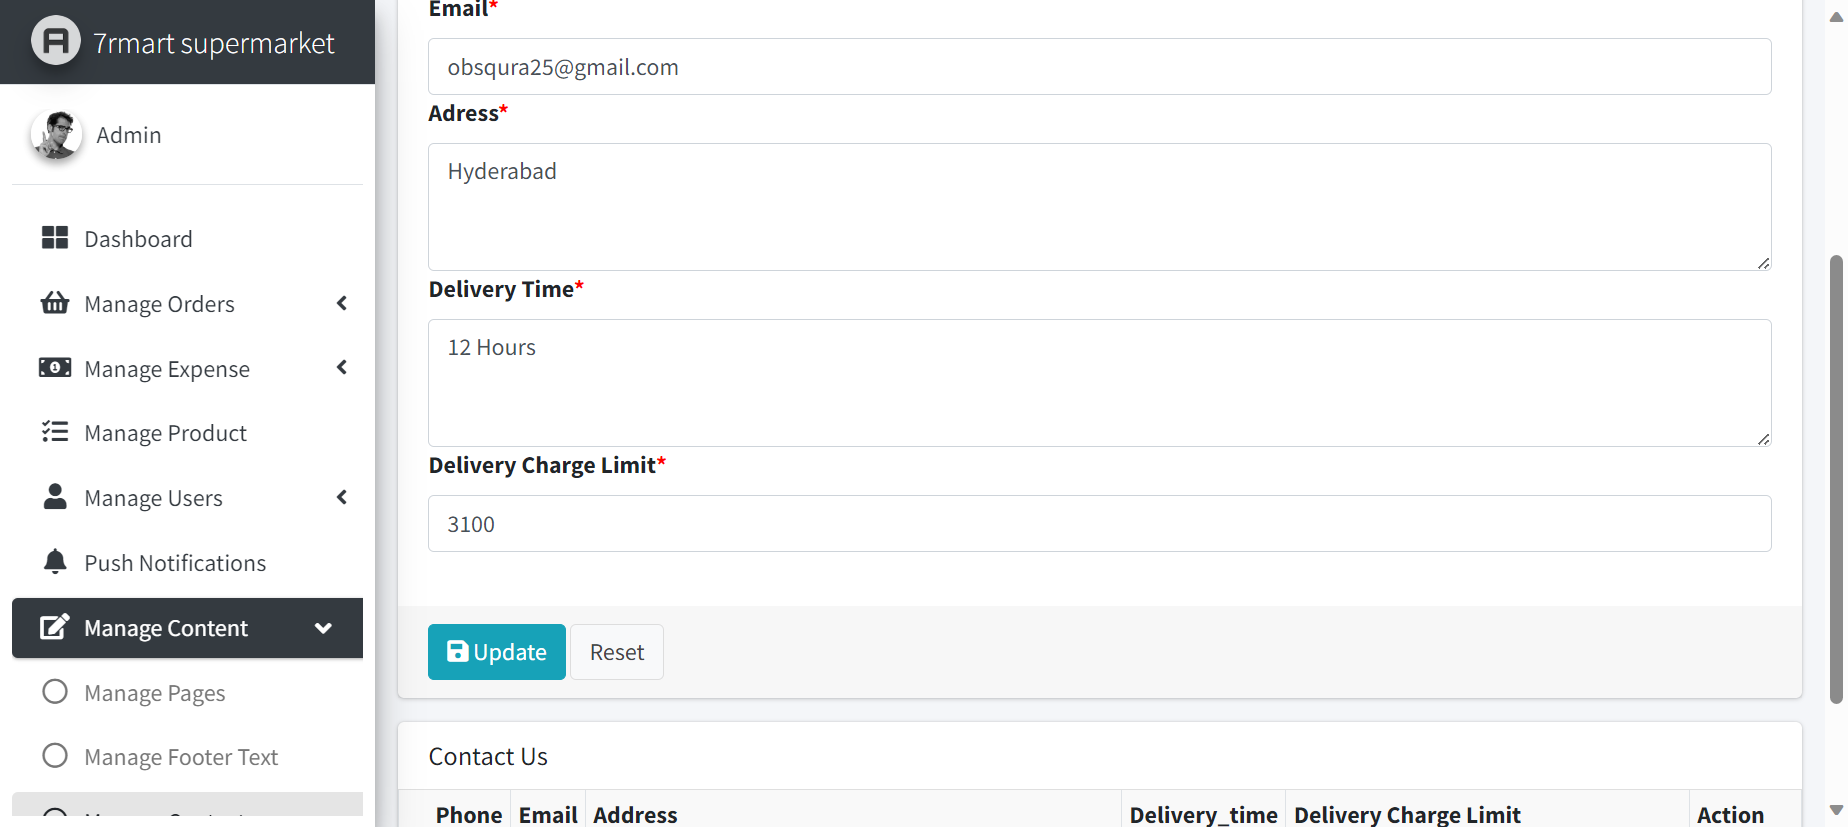 7rmart supermarket
Admin
Dashboard
Manage Orders
Manage Expense
Manage Product
Manage Users
Push Notifications
Manage Content
Manage Pages
Manage Footer Text
Email*
obsqura25@gmail.com
Adress*
Hyderabad
Delivery Time*
12 Hours
Delivery Charge Limit*
3100
Update Reset
Contact Us
Phone Email Address Delivery_time Delivery Charge Limit Action